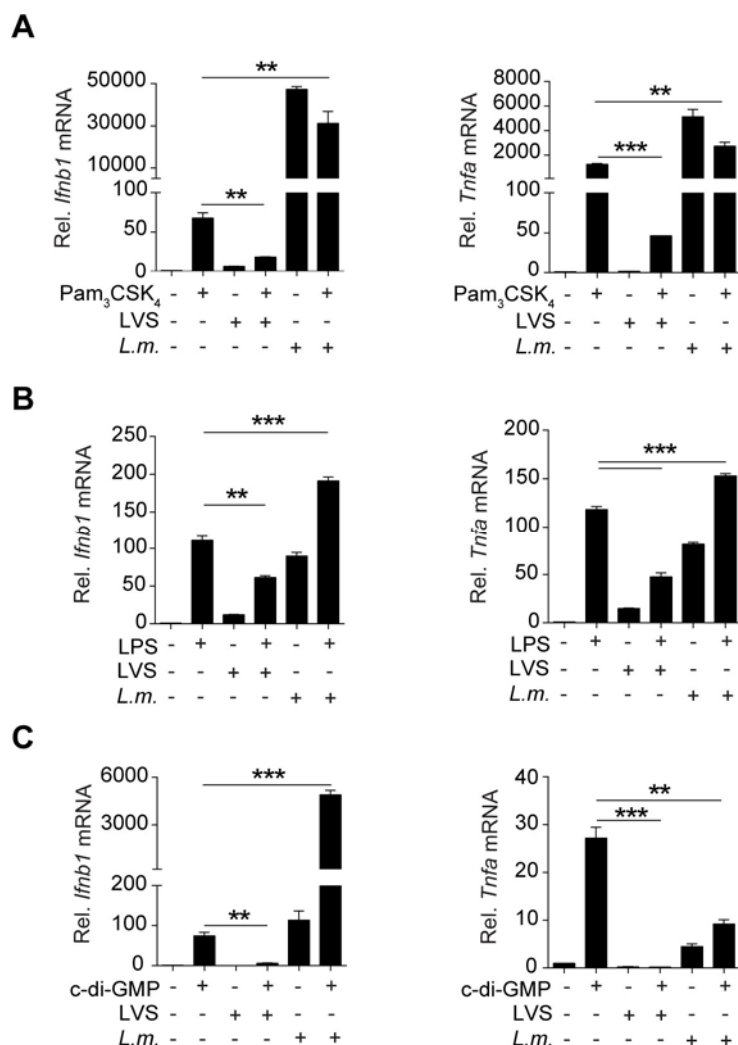 A
**
50000
30000
10000
100
50
0
**
Rel. Ifnb1 mRNA
Pam₃CSK₄ - + - + - +
LVS - - + + - -
L.m. - - - - + +
8000
6000
4000
2000
100
50
0
**
***
Rel. Tnfa mRNA
Pam₃CSK₄ - + - + - +
LVS - - + + - -
L.m. - - - - + +
B
***
250
200
150
100
50
0
**
Rel. Ifnb1 mRNA
LPS - + - + - +
LVS - - + + - -
L.m. - - - - + +
200
150
100
50
0
***
Rel. Tnia mRNA
LPS - + - + - +
LVS - - + + - -
L.m. - - - - + +
C
***
6000
3000
200
100
0
**
Rel. Ifnb1 mRNA
c-di-GMP - + - + - +
LVS - - + + - -
L.m. - - - - + +
40
30
20
10
0
**
***
Rel. Tnfa mRNA
c-di-GMP - + - + - +
LVS - - + + - -
L.m. - - - - + +